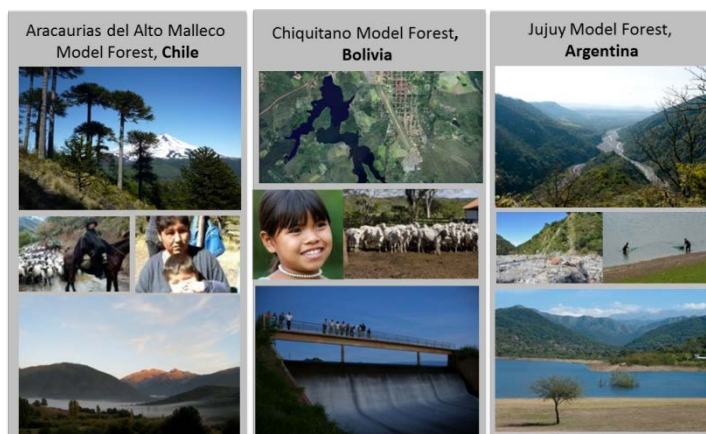 Aracaurias del Alto Malleco
Model Forest, Chile
Chiquitano Model Forest,
Bolivia
Jujuy Model Forest,
Argentina